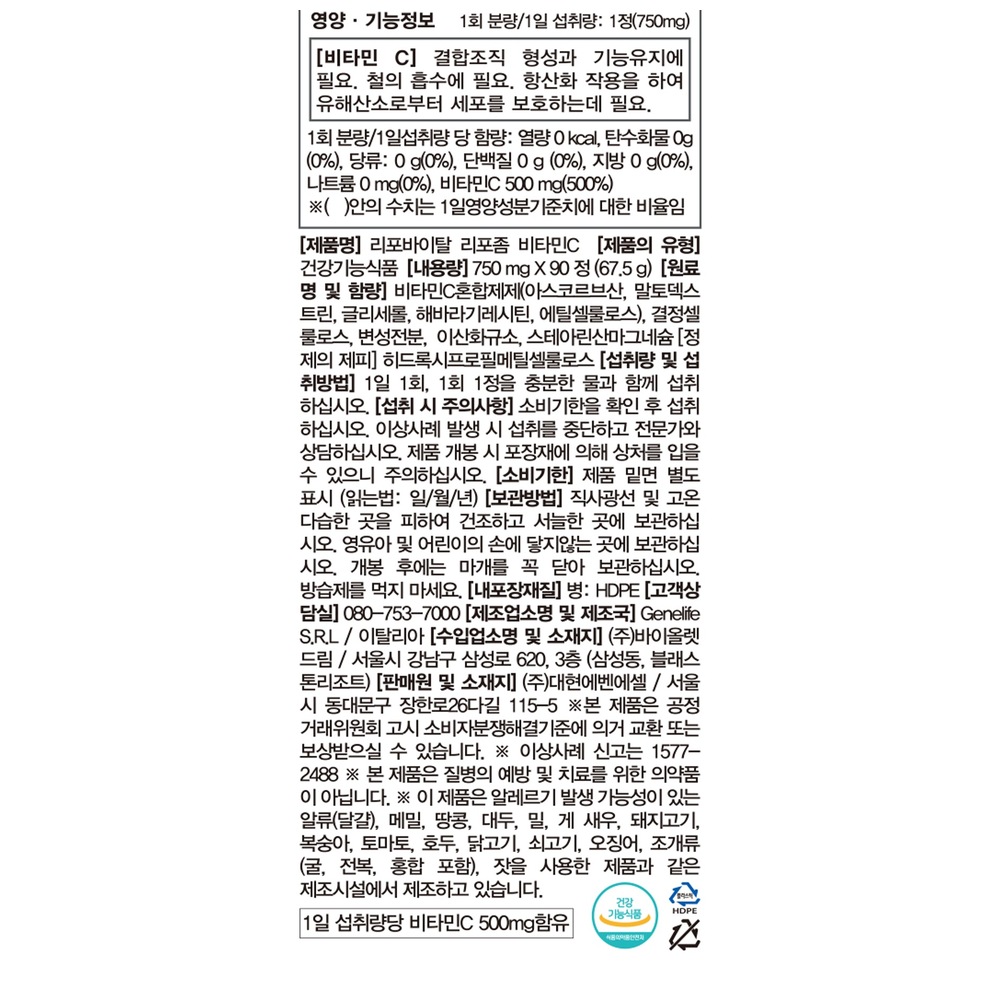 영양 · 기능정보 1회 분량/1일 섭취량: 1정(750mg)
[비타민 C] 결합조직 형성과 기능유지에
필요. 철의 흡수에 필요. 항산화 작용을 하여
유해산소로부터 세포를 보호하는데 필요.
1회 분량/1일섭취량 당 함량: 열량 0 kcal, 탄수화물 0g
(0%), 당류: 0 g(0%), 단백질 0 g (0%), 지방 0 g(0%),
나트륨 0 mg(0%), 비타민C 500 mg(500%)
※( )안의 수치는 1일영양성분기준치에 대한 비율임
[제품명] 리포바이탈 리포좀 비타민C [제품의 유형]
건강기능식품 [내용량] 750 mg X 90 정 (67.5 g) [원료
명 및 함량] 비타민C혼합제제(아스코르브산, 말토덱스
트린, 글리세롤, 해바라기레시틴, 에틸셀룰로스), 결정셀
룰로스, 변성전분, 이산화규소, 스테아린산마그네슘 [정
제의 제피] 히드록시프로필메틸셀룰로스 [섭취량 및 섭
취방법] 1일 1회, 1회 1정을 충분한 물과 함께 섭취
하십시오. [섭취 시 주의사항] 소비기한을 확인 후 섭취
하십시오. 이상사례 발생 시 섭취를 중단하고 전문가와
상담하십시오. 제품 개봉 시 포장재에 의해 상처를 입을
수 있으니 주의하십시오. [소비기한] 제품 밑면 별도
표시 (읽는법: 일/월/년) [보관방법] 직사광선 및 고온
다습한 곳을 피하여 건조하고 서늘한 곳에 보관하십
시오. 영유아 및 어린이의 손에 닿지않는 곳에 보관하십
시오. 개봉 후에는 마개를 꼭 닫아 보관하십시오.
방습제를 먹지 마세요. [내포장재질] 병: HDPE [고객상
담실] 080-753-7000 [제조업소명 및 제조국] Genelife
S.R.L / 이탈리아 [수입업소명 및 소재지] (주)바이올렛
드림 / 서울시 강남구 삼성로 620, 3층 (삼성동, 블래스
톤리조트) [판매원 및 소재지] (주)대현에벤에셀 / 서울
시 동대문구 장한로26다길 115-5 ※본 제품은 공정
거래위원회 고시 소비자분쟁해결기준에 의거 교환 또는
보상받으실 수 있습니다. ※ 이상사례 신고는 1577-
2488 ※ 본 제품은 질병의 예방 및 치료를 위한 의약품
이 아닙니다. ※ 이 제품은 알레르기 발생 가능성이 있는
알류(달걀), 메밀, 땅콩, 대두, 밀, 게 새우, 돼지고기,
복숭아, 토마토, 호두, 닭고기, 쇠고기, 오징어, 조개류
(굴, 전복, 홍합 포함), 잣을 사용한 제품과 같은
제조시설에서 제조하고 있습니다.
1일 섭취량당 비타민C 500mg함유
건강
기능식품
식품의약품안전처
플라스틱
HDPE